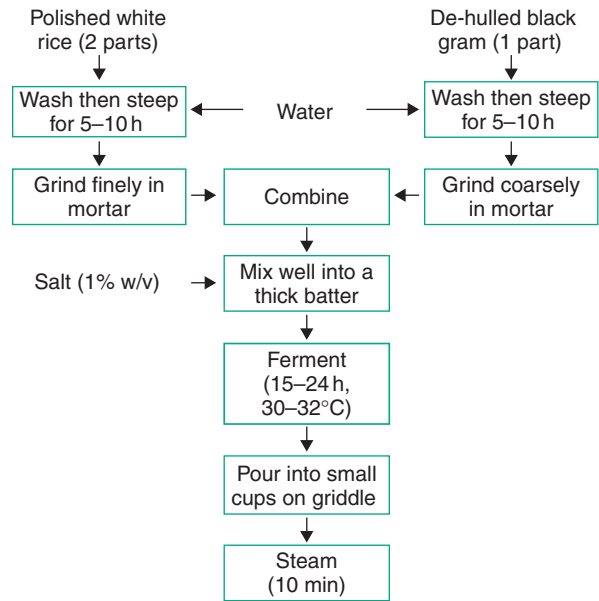 Polished white
rice (2 parts)
De-hulled black
gram (1 part)
Wash then steep
for 5–10 h
Water
Wash then steep
for 5–10 h
Grind finely in
mortar
Combine
Grind coarsely
in mortar
Salt (1% w/v)
Mix well into a
thick batter
Ferment
(15–24 h,
30–32°C)
Pour into small
cups on griddle
Steam
(10 min)